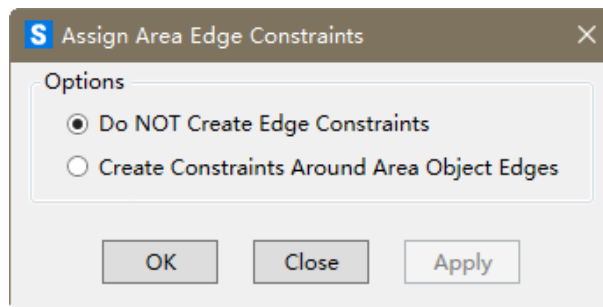 S Assign Area Edge Constraints
Options
Do NOT Create Edge Constraints
Create Constraints Around Area Object Edges
OK Close Apply